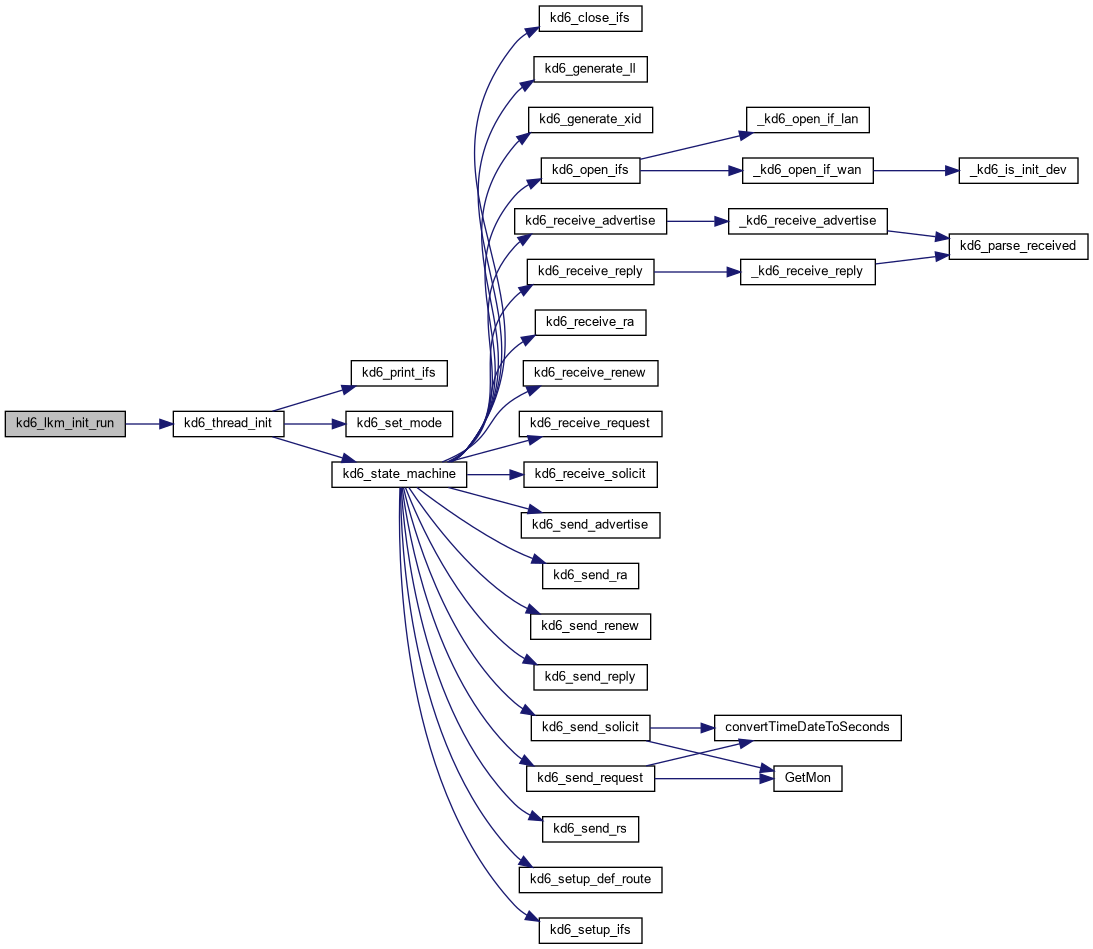 kd6_close_ifs
kd6_generate_ll
kd6_generate_xid
_kd6_open_if_lan
kd6_open_ifs
_kd6_open_if_wan
_kd6_is_init_dev
kd6_receive_advertise
_kd6_receive_advertise
kd6_parse_received
kd6_receive_reply
_kd6_receive_reply
kd6_receive_ra
kd6_print_ifs
kd6_receive_renew
kd6_lkm_init_run
kd6_thread_init
kd6_set_mode
kd6_receive_request
kd6_state_machine
kd6_receive_solicit
kd6_send_advertise
kd6_send_ra
kd6_send_renew
kd6_send_reply
kd6_send_solicit
convertTimeDateToSeconds
kd6_send_request
GetMon
kd6_send_rs
kd6_setup_def_route
kd6_setup_ifs